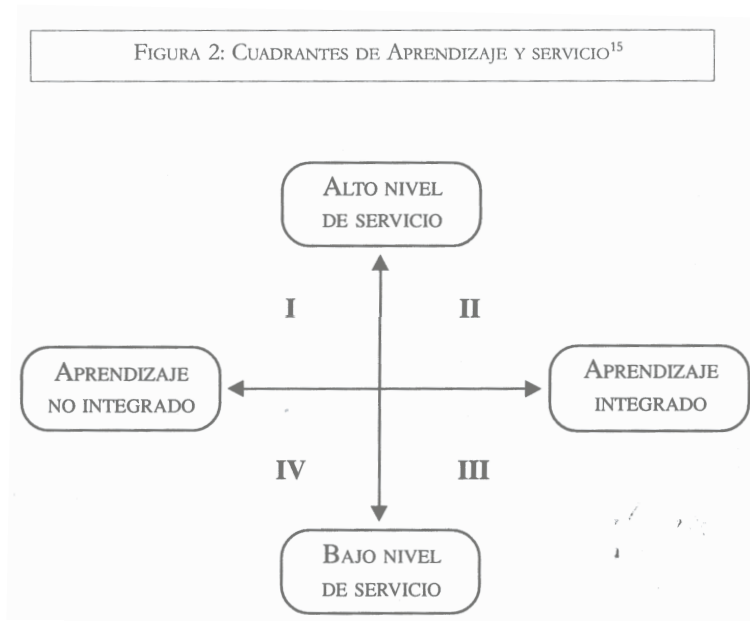 FIGURA 2: CUADRANTES DE APRENDIZAJE Y SERVICIO15
ALTO NIVEL
DE SERVICIO
I
II
APRENDIZAJE
NO INTEGRADO
APRENDIZAJE
INTEGRADO
IV
III
BAJO NIVEL
DE SERVICIO